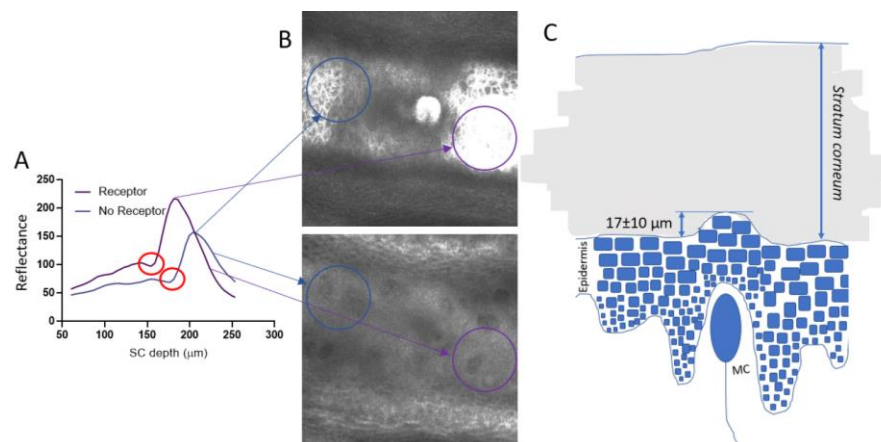 A
Reflectance
250
200
150
100
50
0
Receptor
No Receptor
50
100
150
200
250
300
SC depth (μm)
B
C
Stratum corneum
17±10 μm
Epidermis
MC